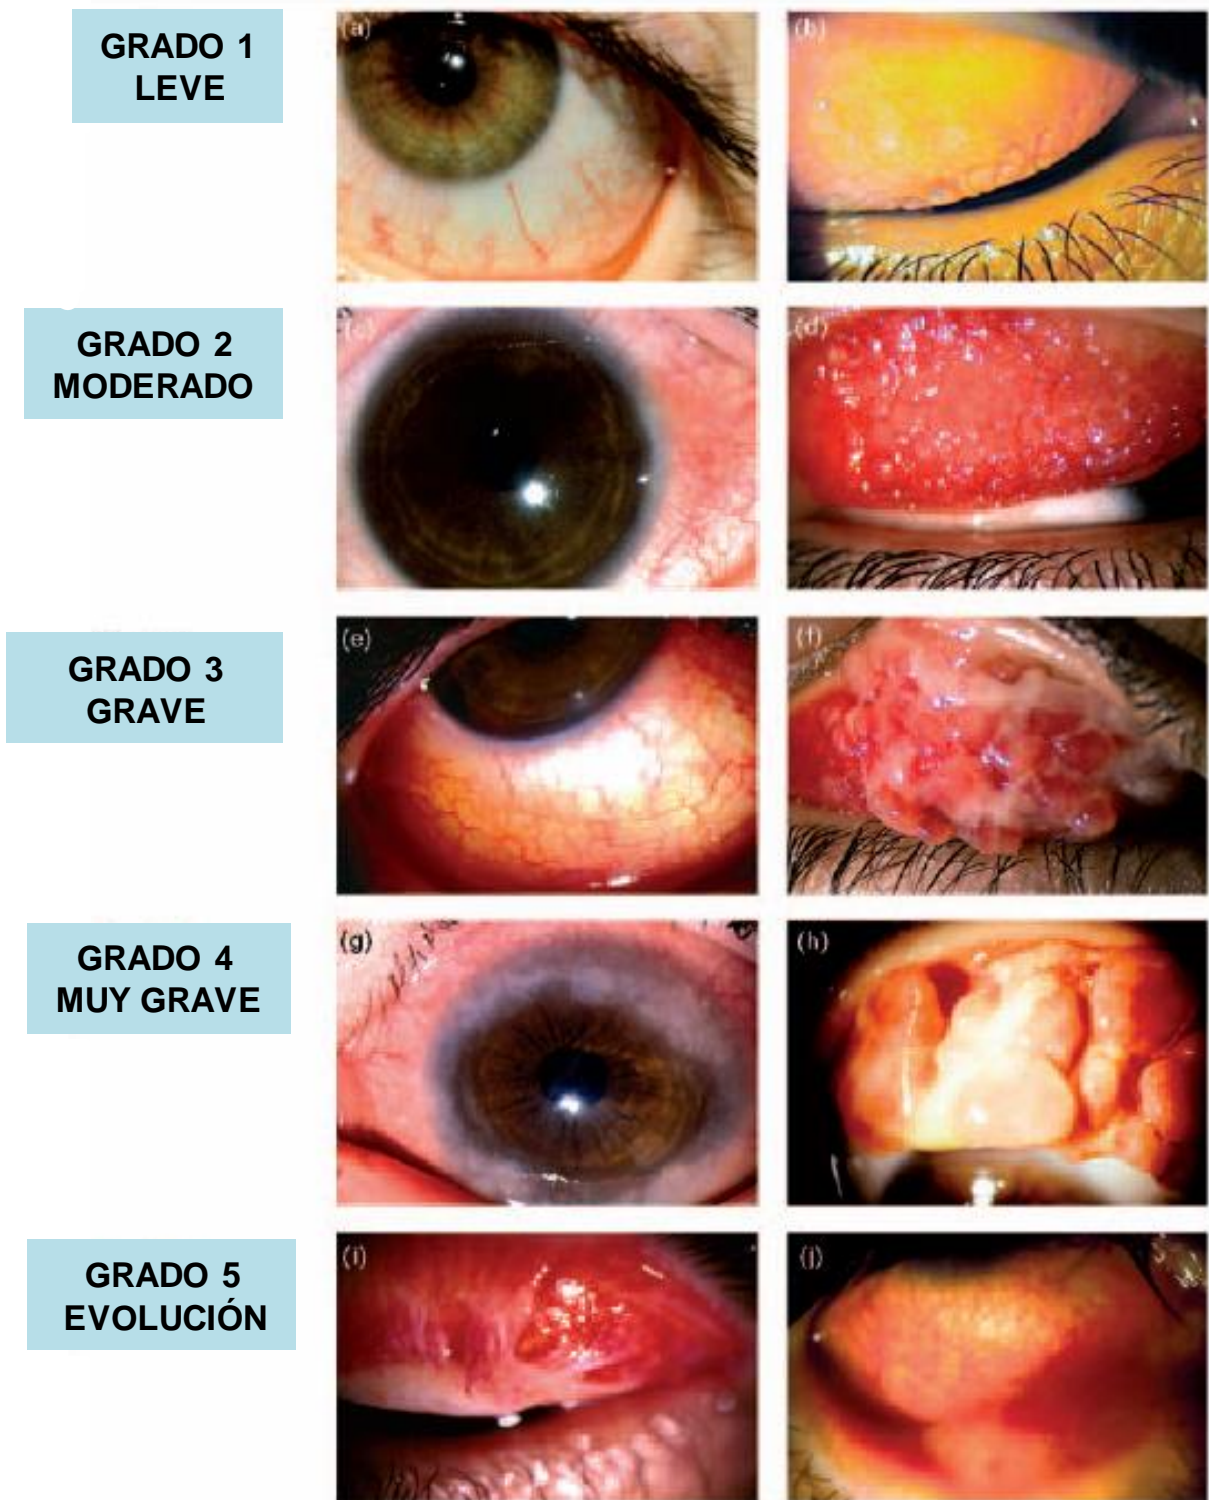 GRADO 1
LEVE
(a)
(b)
GRADO 2
MODERADO
(c)
(d)
GRADO 3
GRAVE
(e)
(f)
GRADO 4
MUY GRAVE
(g)
(h)
GRADO 5
EVOLUCIÓN
(i)
(j)